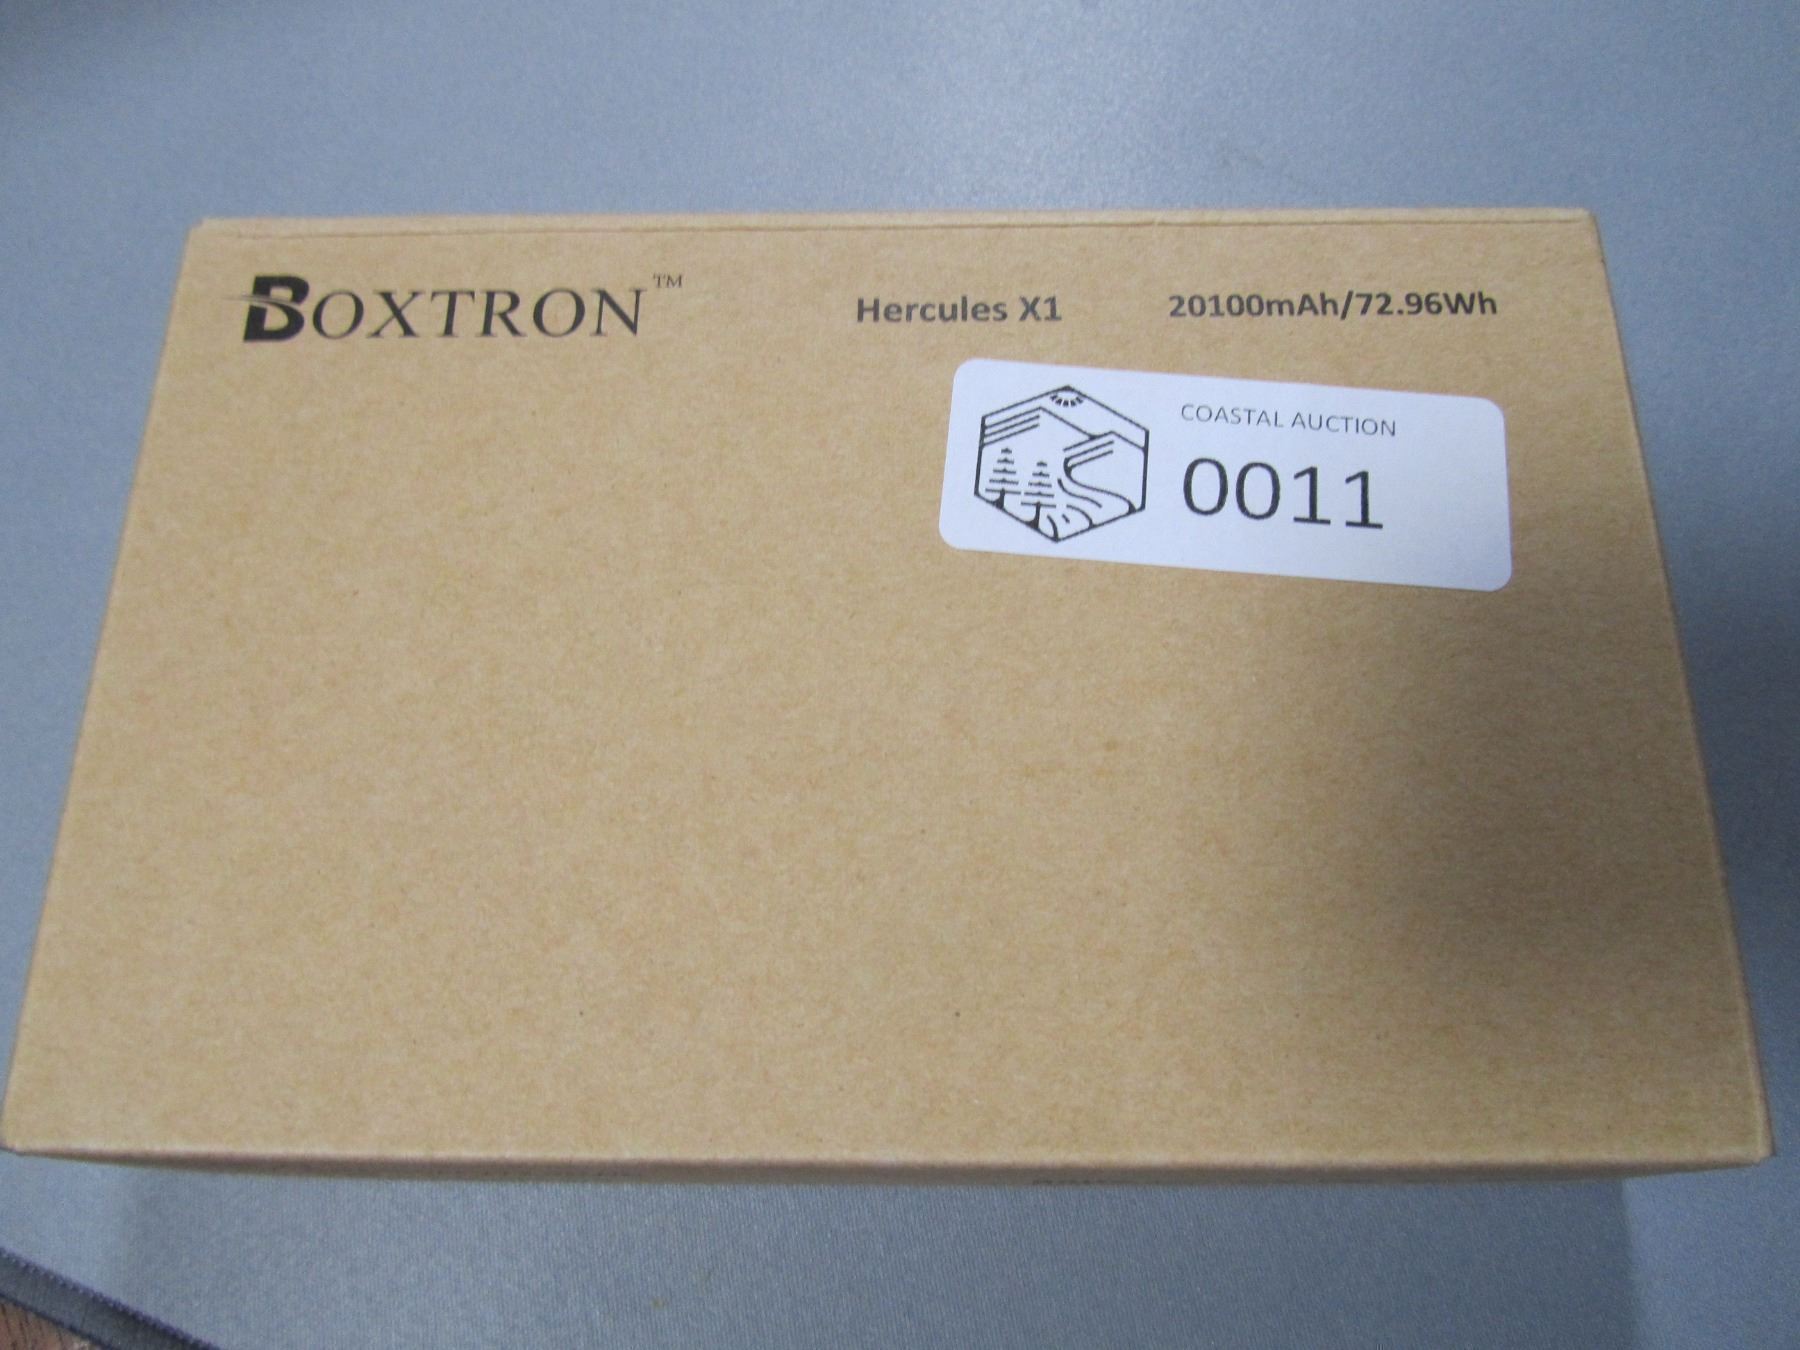 BOXTRON™ Hercules X1 20100mAh/72.96Wh
COASTAL AUCTION
0011